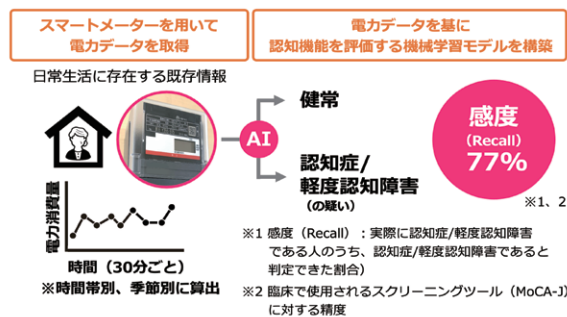 スマートメーターを用いて
電力データを取得
電力データを基に
認知機能を評価する機械学習モデルを構築
日常生活に存在する既存情報
AI
健常
認知症/
軽度認知障害
(の疑い)
感度
(Recall)
77%
※1、2
電力消費量
時間(30分ごと)
※時間帯別、季節別に算出
※1 感度(Recall):実際に認知症/軽度認知障害
である人のうち、認知症/軽度認知障害であると
判定できた割合)
※2 臨床で使用されるスクリーニングツール(MoCA-J)
に対する精度